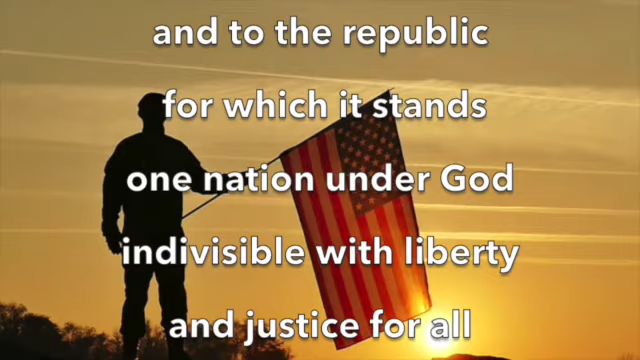 and to the republic
for which it stands
one nation under God
indivisible with liberty
and justice for all